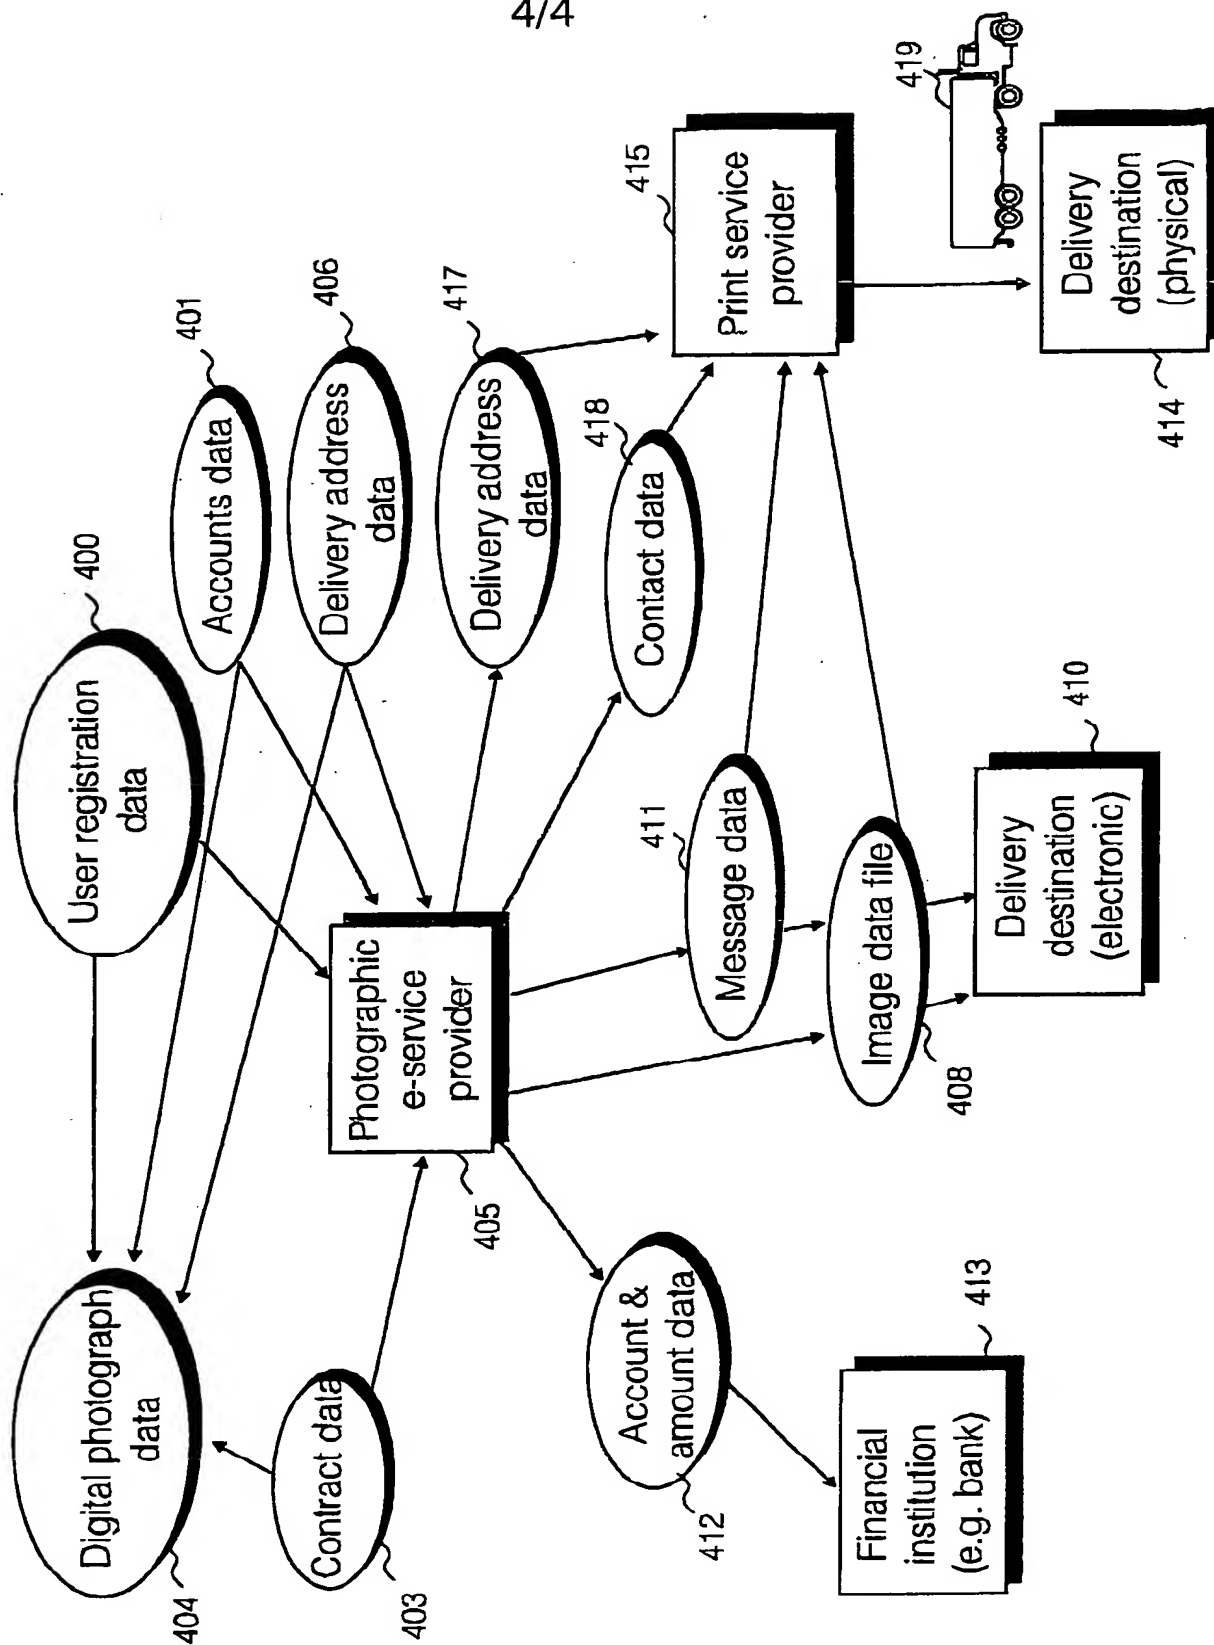 4/4
User registration
data
400
Accounts data
401
Delivery address
data
406
Delivery address
data
417
Contact data
418
Print service
provider
415
419
Delivery
destination
(physical)
414
Digital photograph
data
404
Contract data
403
Photographic
e-service
provider
405
Message data
411
Image data file
408
Delivery
destination
(electronic)
410
Account &
amount data
412
Financial
institution
(e.g. bank)
413